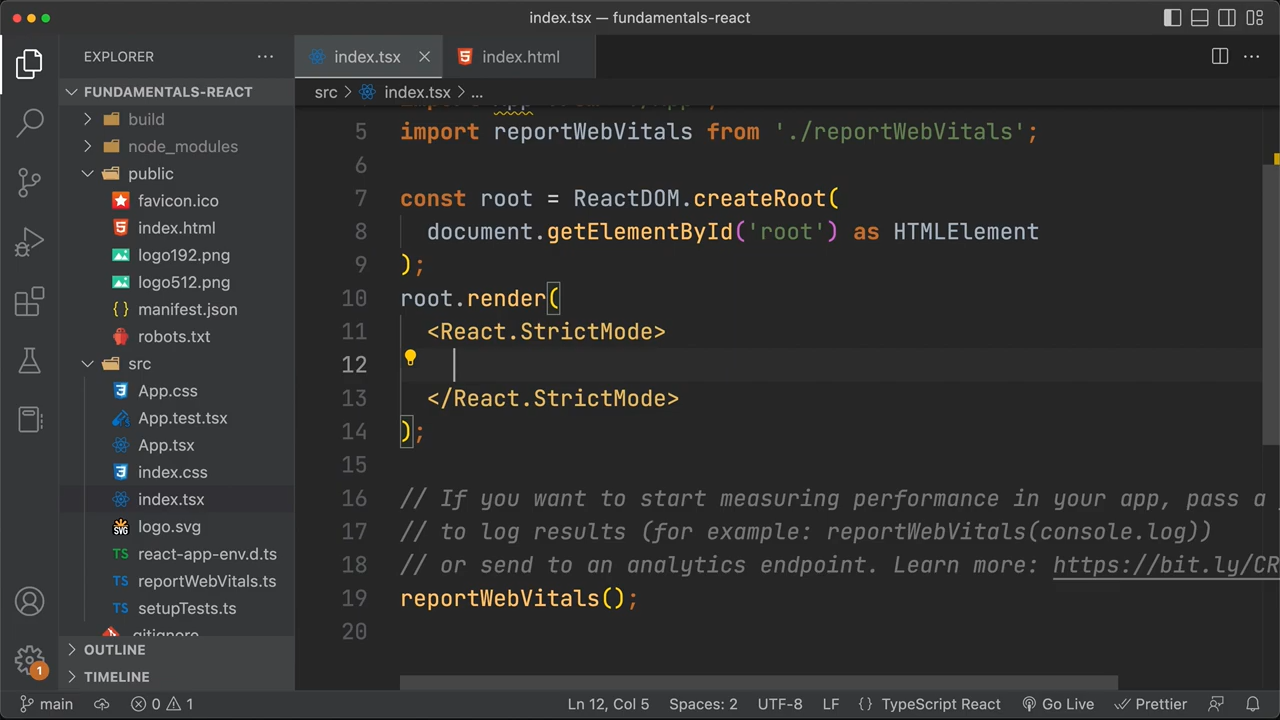 index.tsx — fundamentals-react
EXPLORER
index.tsx
index.html
FUNDAMENTALS-REACT
src > index.tsx > ...
build
node_modules
public
favicon.ico
index.html
logo192.png
logo512.png
manifest.json
robots.txt
src
App.css
App.test.tsx
App.tsx
index.css
index.tsx
logo.svg
react-app-env.d.ts
reportWebVitals.ts
setupTests.ts
.gitignore
OUTLINE
TIMELINE
5 import reportWebVitals from './reportWebVitals';
6
7 const root = ReactDOM.createRoot(
8 document.getElementById('root') as HTMLElement
9 );
10 root.render(
11 <React.StrictMode>
12
13 </React.StrictMode>
14 );
15
16 // If you want to start measuring performance in your app, pass a
17 // to log results (for example: reportWebVitals(console.log))
18 // or send to an analytics endpoint. Learn more: https://bit.ly/CR
19 reportWebVitals();
20
1
main
0 1
Ln 12, Col 5
Spaces: 2
UTF-8
LF
{} TypeScript React
Go Live
Prettier